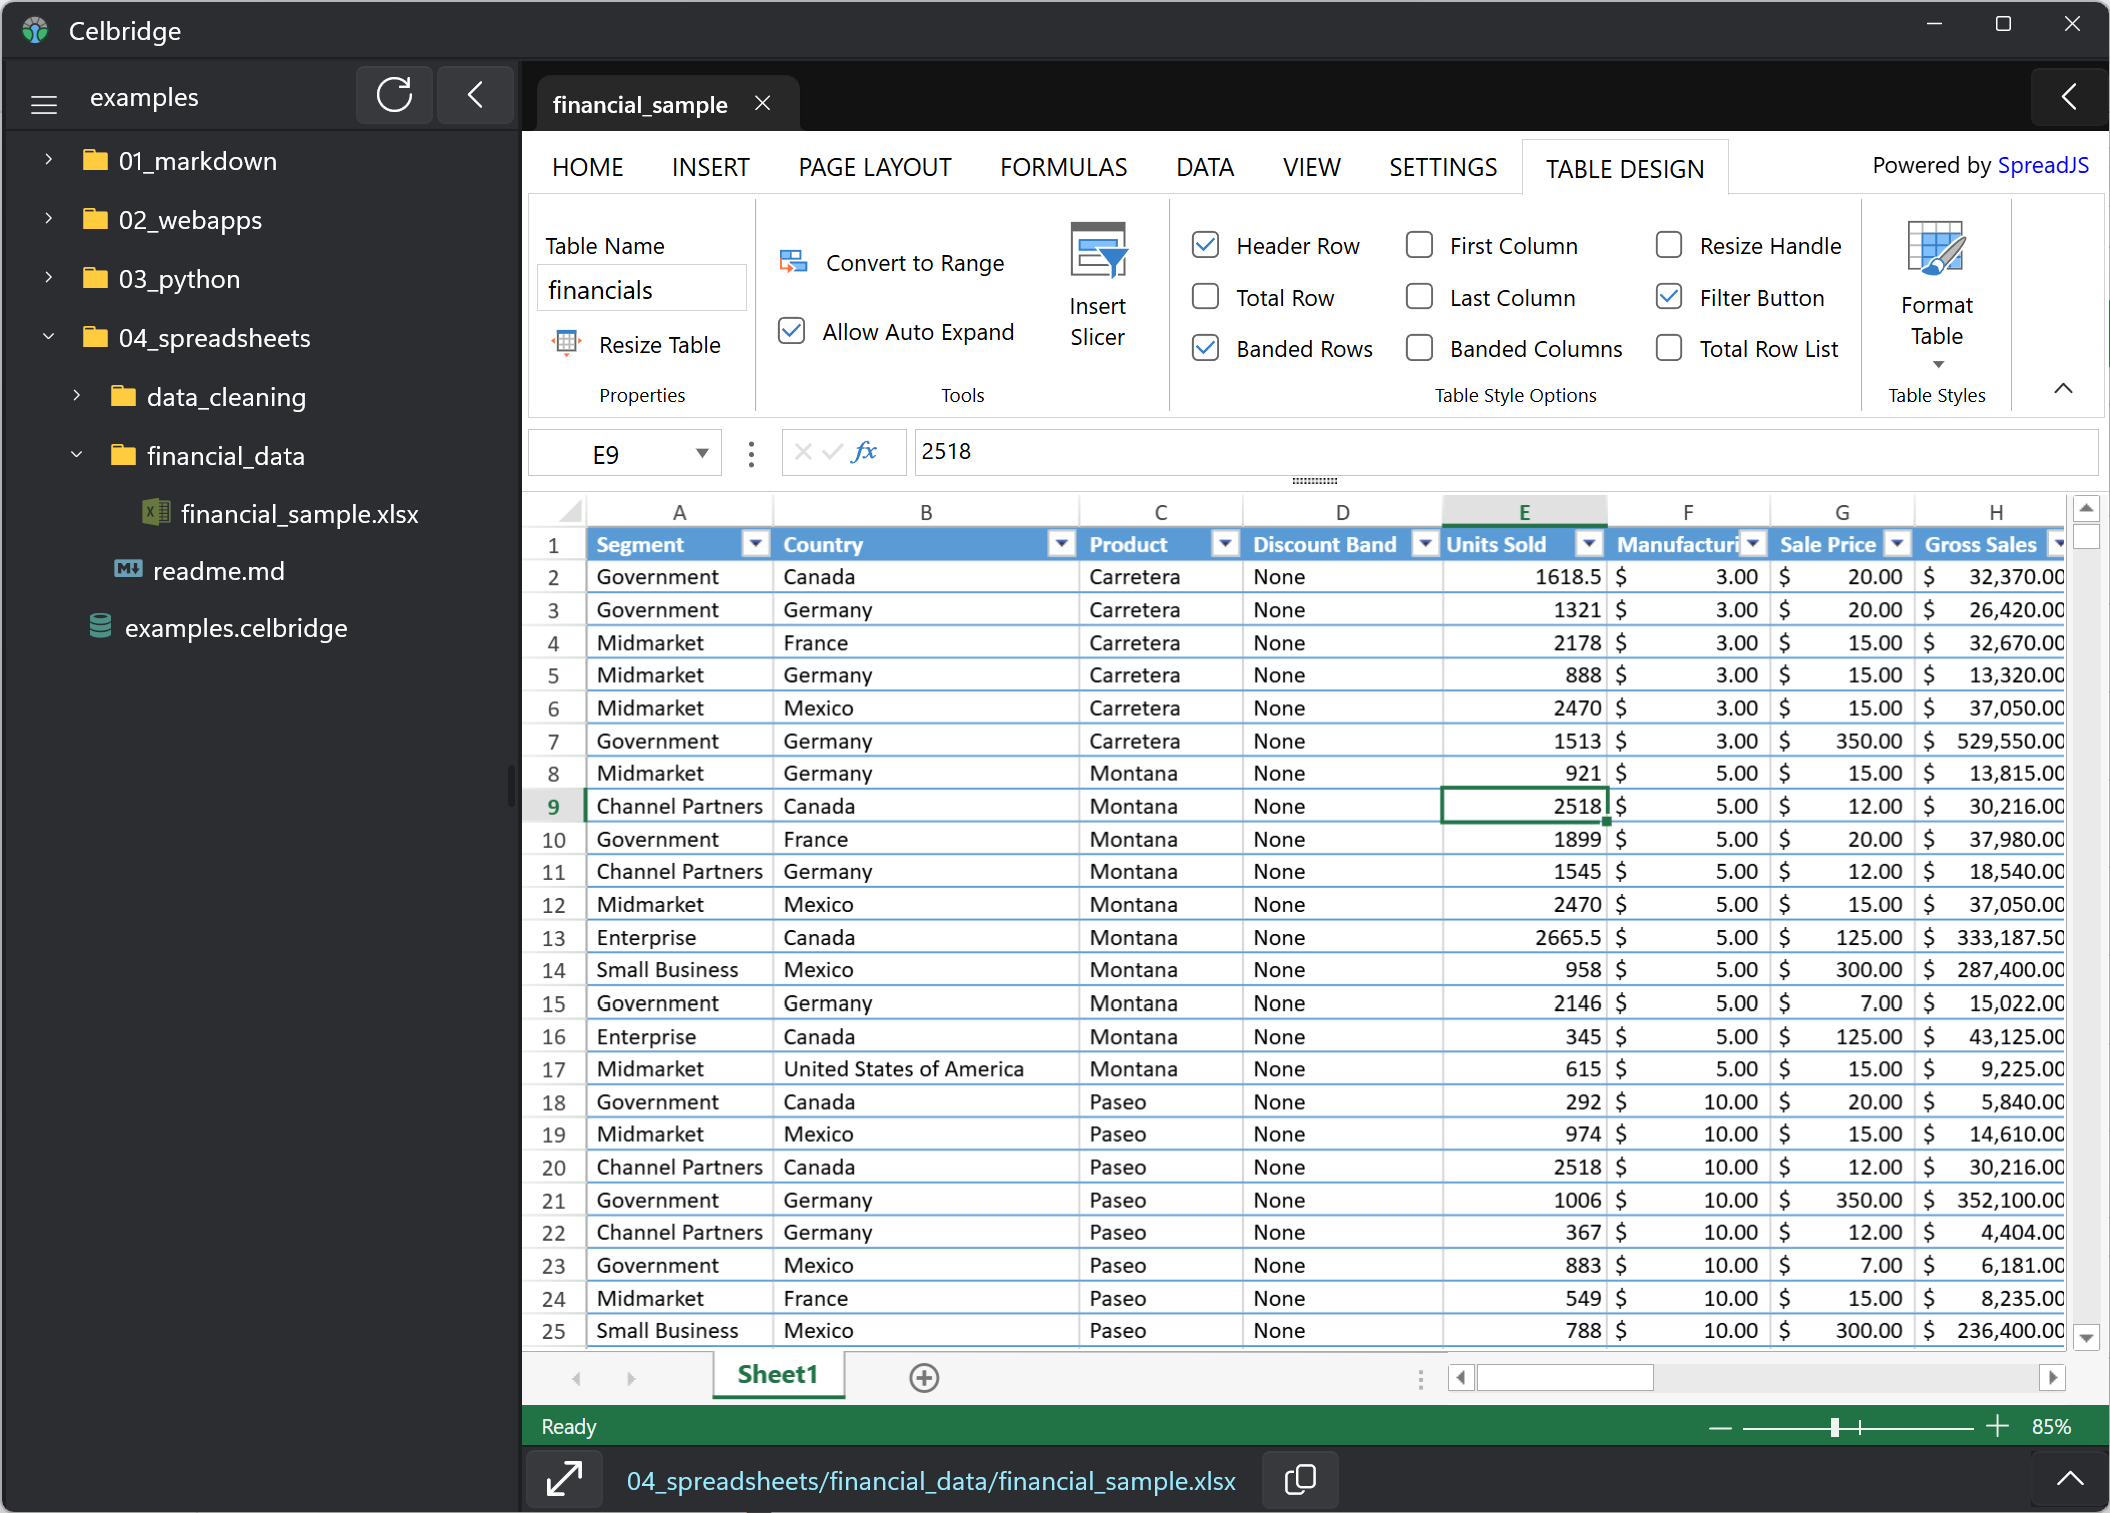 Celbridge
examples
01_markdown
02_webapps
03_python
04_spreadsheets
data_cleaning
financial_data
financial_sample.xlsx
readme.md
examples.celbridge
financial_sample
HOME INSERT PAGE LAYOUT FORMULAS DATA VIEW SETTINGS TABLE DESIGN Powered by SpreadJS
Table Name
financials
Resize Table
Properties
Convert to Range
Allow Auto Expand
Insert
Slicer
Tools
Header Row First Column Resize Handle
Total Row Last Column Filter Button
Banded Rows Banded Columns Total Row List
Table Style Options
Format
Table
Table Styles
E9 fx 2518
A B C D E F G H
1 Segment Country Product Discount Band Units Sold Manufacturi Sale Price Gross Sales
2 Government Canada Carretera None 1618.5 $ 3.00 $ 20.00 $ 32,370.00
3 Government Germany Carretera None 1321 $ 3.00 $ 20.00 $ 26,420.00
4 Midmarket France Carretera None 2178 $ 3.00 $ 15.00 $ 32,670.00
5 Midmarket Germany Carretera None 888 $ 3.00 $ 15.00 $ 13,320.00
6 Midmarket Mexico Carretera None 2470 $ 3.00 $ 15.00 $ 37,050.00
7 Government Germany Carretera None 1513 $ 3.00 $ 350.00 $ 529,550.00
8 Midmarket Germany Montana None 921 $ 5.00 $ 15.00 $ 13,815.00
9 Channel Partners Canada Montana None 2518 $ 5.00 $ 12.00 $ 30,216.00
10 Government France Montana None 1899 $ 5.00 $ 20.00 $ 37,980.00
11 Channel Partners Germany Montana None 1545 $ 5.00 $ 12.00 $ 18,540.00
12 Midmarket Mexico Montana None 2470 $ 5.00 $ 15.00 $ 37,050.00
13 Enterprise Canada Montana None 2665.5 $ 5.00 $ 125.00 $ 333,187.50
14 Small Business Mexico Montana None 958 $ 5.00 $ 300.00 $ 287,400.00
15 Government Germany Montana None 2146 $ 5.00 $ 7.00 $ 15,022.00
16 Enterprise Canada Montana None 345 $ 5.00 $ 125.00 $ 43,125.00
17 Midmarket United States of America Montana None 615 $ 5.00 $ 15.00 $ 9,225.00
18 Government Canada Paseo None 292 $ 10.00 $ 20.00 $ 5,840.00
19 Midmarket Mexico Paseo None 974 $ 10.00 $ 15.00 $ 14,610.00
20 Channel Partners Canada Paseo None 2518 $ 10.00 $ 12.00 $ 30,216.00
21 Government Germany Paseo None 1006 $ 10.00 $ 350.00 $ 352,100.00
22 Channel Partners Germany Paseo None 367 $ 10.00 $ 12.00 $ 4,404.00
23 Government Mexico Paseo None 883 $ 10.00 $ 7.00 $ 6,181.00
24 Midmarket France Paseo None 549 $ 10.00 $ 15.00 $ 8,235.00
25 Small Business Mexico Paseo None 788 $ 10.00 $ 300.00 $ 236,400.00
Sheet1
Ready 85%
04_spreadsheets/financial_data/financial_sample.xlsx